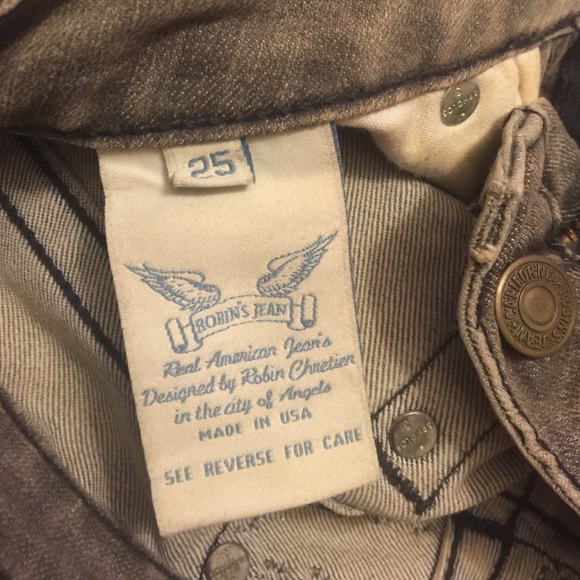 25
ROBIN'S JEAN
Real American Jean's
Designed by Robin Chretien
in the city of Angels
MADE IN USA
SEE REVERSE FOR CARE
CALIFORNIA